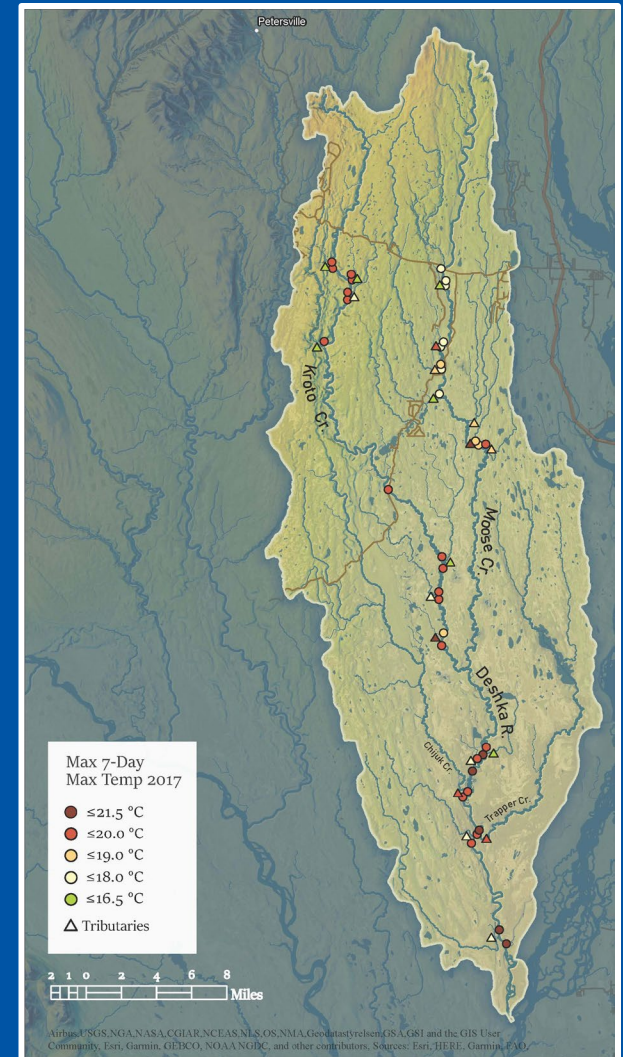 Petersville
Kroto Cr.
Moose Cr.
Deshka R.
Chijuk Cr.
Trapper Cr.
Max 7-Day
Max Temp 2017
≤21.5 °C
≤20.0 °C
≤19.0 °C
≤18.0 °C
≤16.5 °C
Tributaries
2 1 0 2 4 6 8
Miles
Airbus,USGS,NGA,NASA,CGIAR,NCEAS,NLS,OS,NMA,Geodatastyrelsen,GSA,GSI and the GIS User
Community, Esri, Garmin, GEBCO, NOAA NGDC, and other contributors, Sources: Esri, HERE, Garmin, FAO,